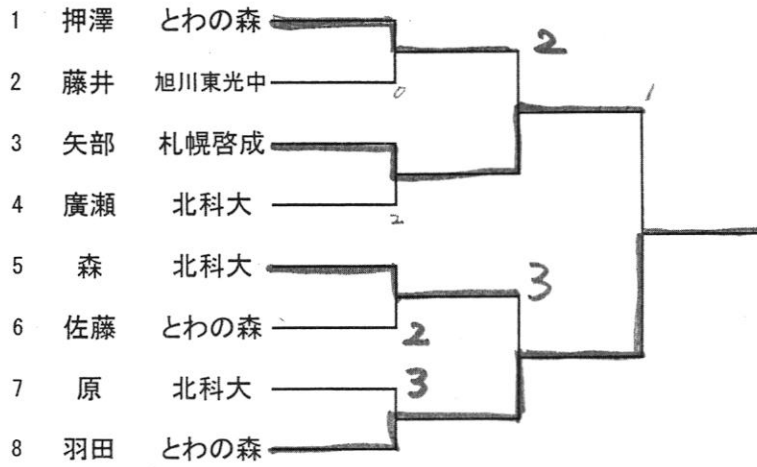 1 押澤 とわの森
2
2 藤井 旭川東光中
0
1
3 矢部 札幌啓成
4 廣瀬 北科大
2
5 森 北科大
3
6 佐藤 とわの森
2
7 原 北科大
3
8 羽田 とわの森